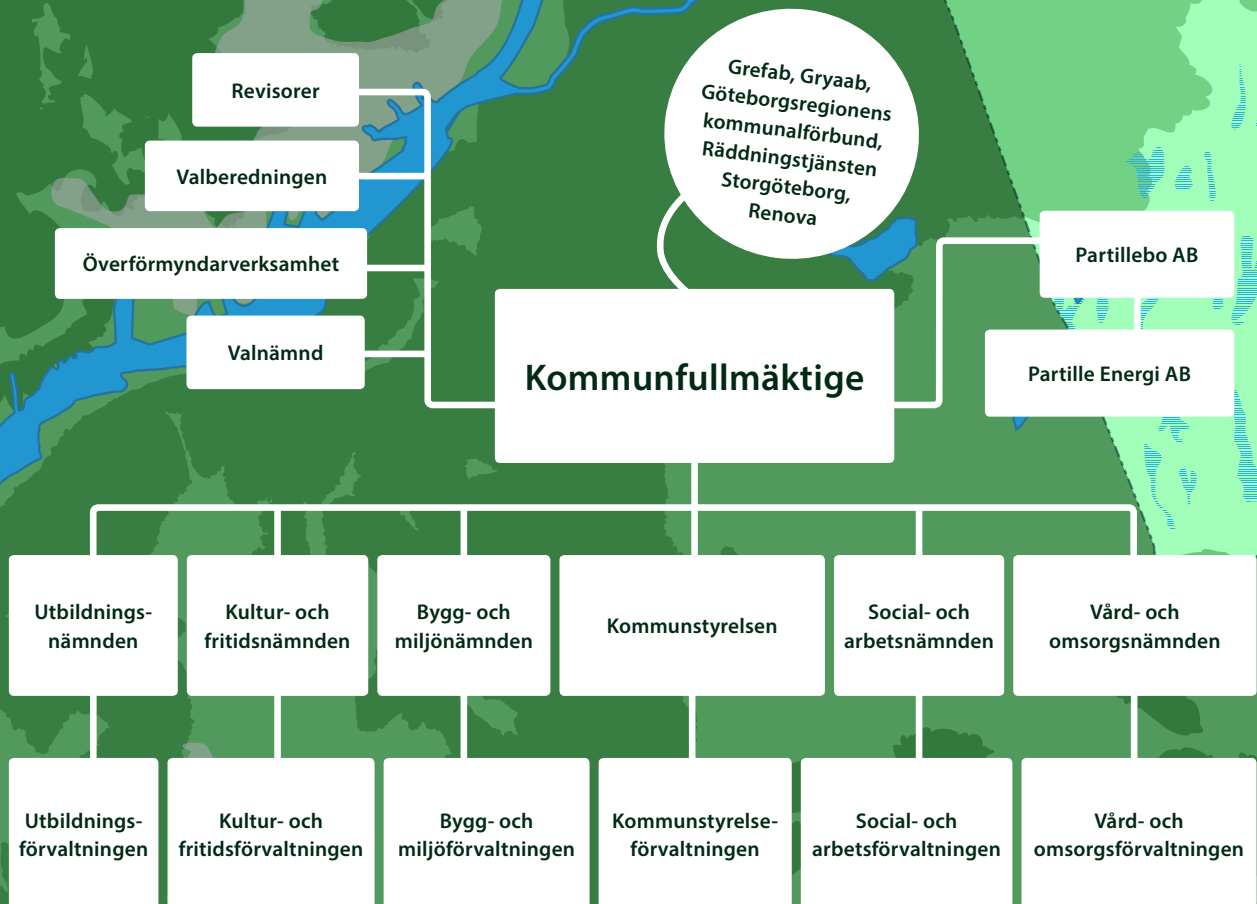 Revisorer
Valberedningen
Överförmyndarverksamhet
Valnämnd
Grefab, Gryaab,
Göteborgsregionens
kommunalförbund,
Räddningstjänsten
Storgöteborg,
Renova
Partillebo AB
Partille Energi AB
Kommunfullmäktige
Utbildnings-
nämnden
Kultur- och
fritidsnämnden
Bygg- och
miljönämnden
Kommunstyrelsen
Social- och
arbetsnämnden
Vård- och
omsorgsnämnden
Utbildnings-
förvaltningen
Kultur- och
fritidsförvaltningen
Bygg- och
miljöförvaltningen
Kommunstyrelse-
förvaltningen
Social- och
arbetsförvaltningen
Vård- och
omsorgsförvaltningen